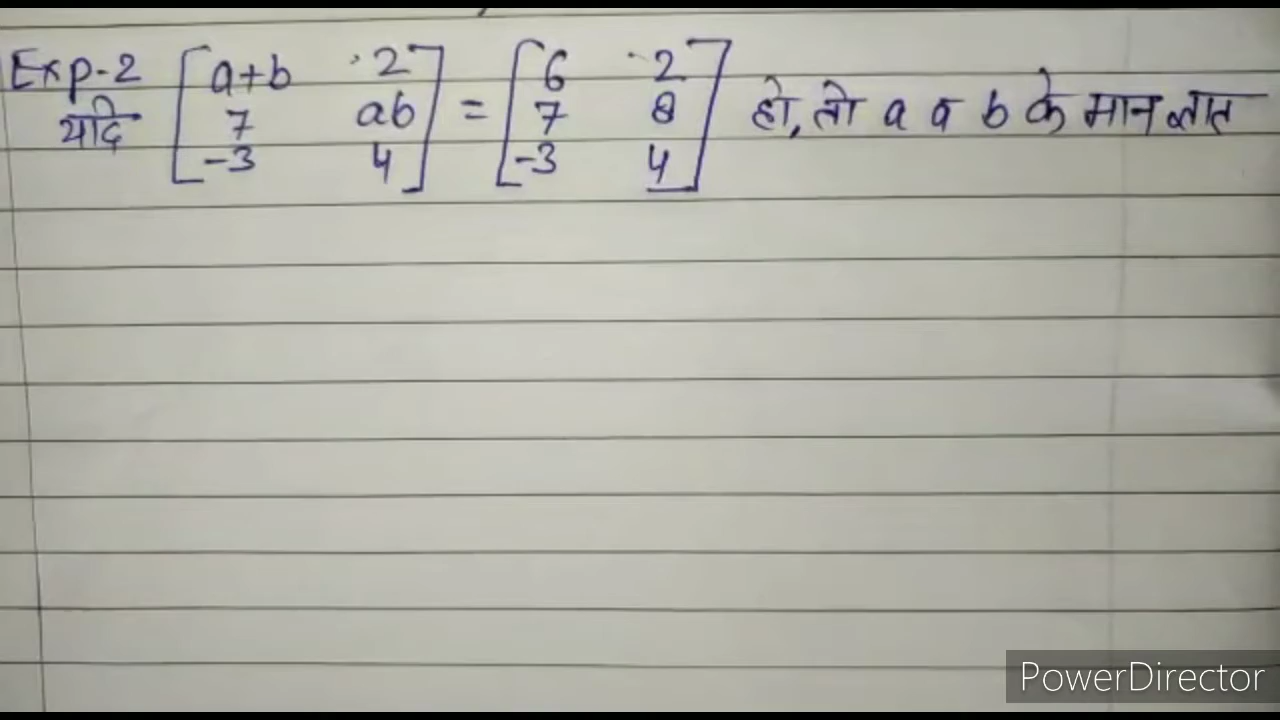 Exp-2 [a+b 2] = [6 2]
यदि [7 ab] = [7 8] हो, तो a व b के मान ज्ञात
[-3 4] [-3 4]
PowerDirector